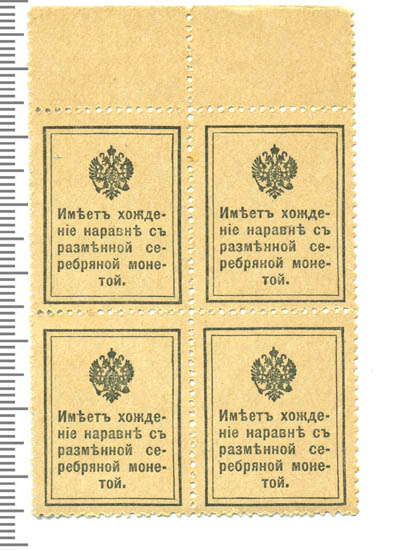 Имѣетъ хожде-
ніе наравнѣ съ
размѣнной се-
ребряной моне-
той.
Имѣетъ хожде-
ніе наравнѣ съ
размѣнной се-
ребряной моне-
той.
Имѣетъ хожде-
ніе наравнѣ съ
размѣнной се-
ребряной моне-
той.
Имѣетъ хожде-
ніе наравнѣ съ
размѣнной се-
ребряной моне-
той.